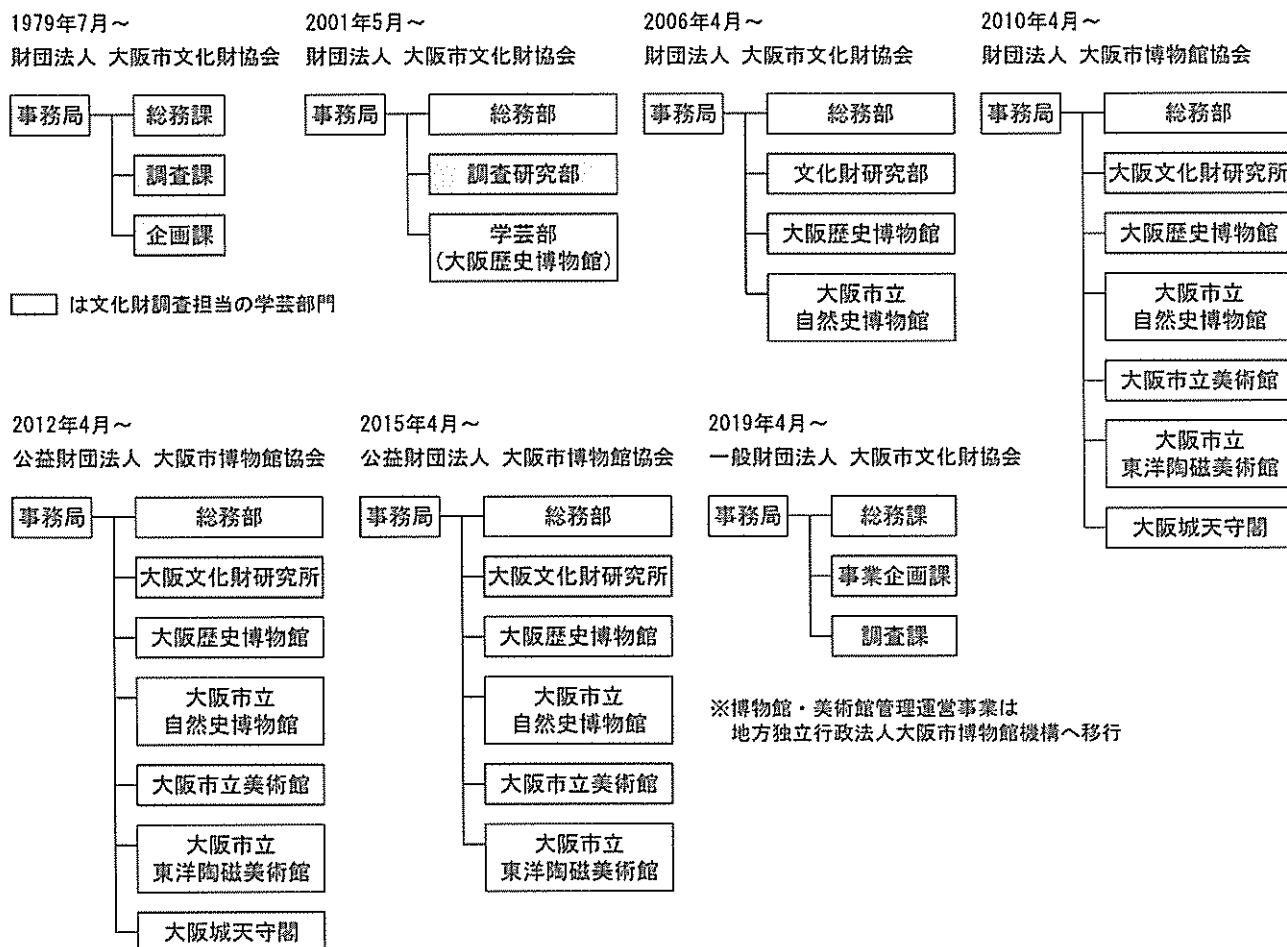 1979年7月～
財団法人 大阪市文化財協会
事務局
総務課
調査課
企画課
は文化財調査担当の学芸部門
2001年5月～
財団法人 大阪市文化財協会
事務局
総務部
調査研究部
学芸部
(大阪歴史博物館)
2006年4月～
財団法人 大阪市文化財協会
事務局
総務部
文化財研究部
大阪歴史博物館
大阪市立
自然史博物館
2010年4月～
財団法人 大阪市博物館協会
事務局
総務部
大阪文化財研究所
大阪歴史博物館
大阪市立
自然史博物館
大阪市立美術館
大阪市立
東洋陶磁美術館
大阪城天守閣
2012年4月～
公益財団法人 大阪市博物館協会
事務局
総務部
大阪文化財研究所
大阪歴史博物館
大阪市立
自然史博物館
大阪市立美術館
大阪市立
東洋陶磁美術館
大阪城天守閣
2015年4月～
公益財団法人 大阪市博物館協会
事務局
総務部
大阪文化財研究所
大阪歴史博物館
大阪市立
自然史博物館
大阪市立美術館
大阪市立
東洋陶磁美術館
2019年4月～
一般財団法人 大阪市文化財協会
事務局
総務課
事業企画課
調査課
※博物館・美術館管理運営事業は
地方独立行政法人大阪市博物館機構へ移行